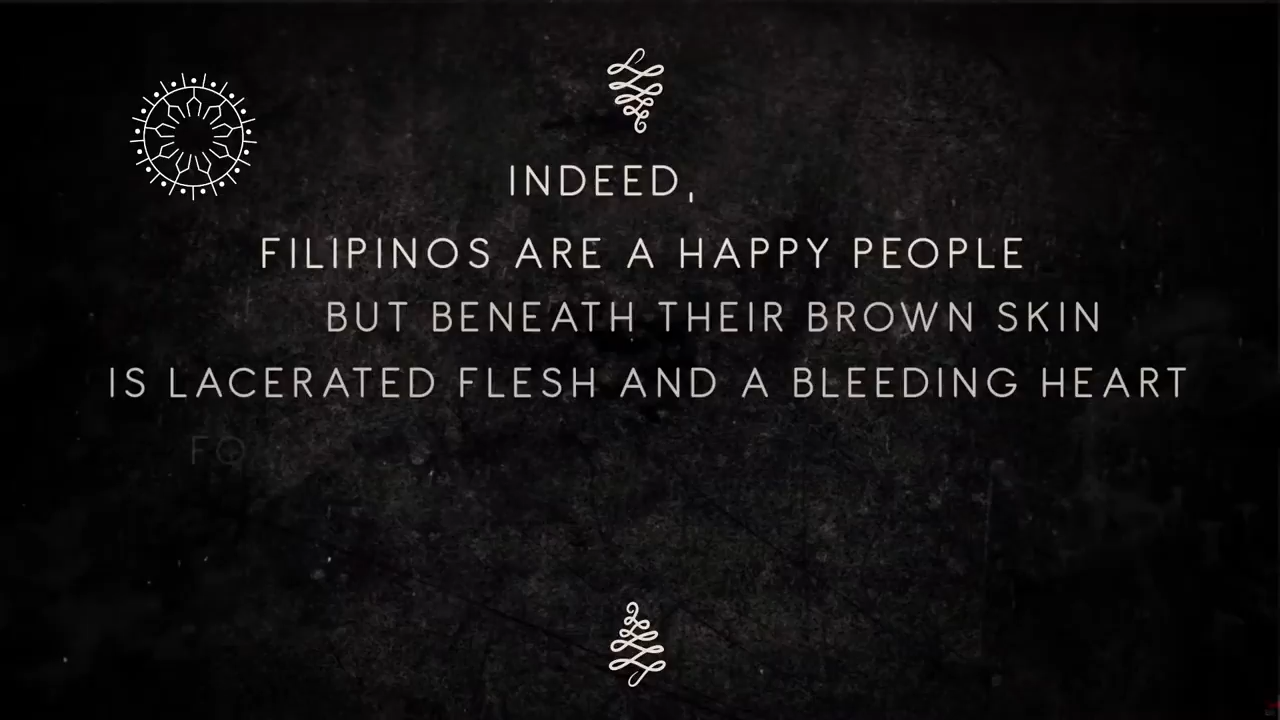 INDEED,
FILIPINOS ARE A HAPPY PEOPLE
BUT BENEATH THEIR BROWN SKIN
IS LACERATED FLESH AND A BLEEDING HEART
FO